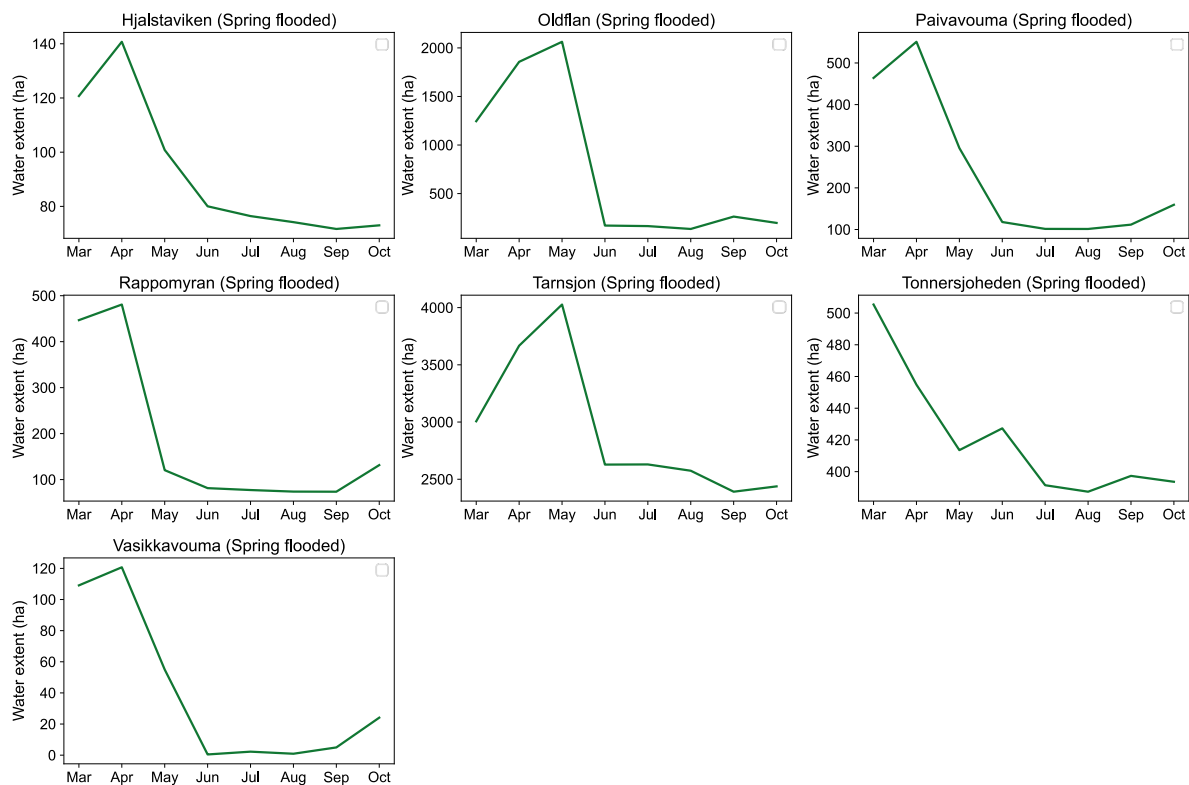 Hjalstaviken (Spring flooded)
Water extent (ha)
140
120
100
80
Mar Apr May Jun Jul Aug Sep Oct
Oldflan (Spring flooded)
Water extent (ha)
2000
1500
1000
500
Mar Apr May Jun Jul Aug Sep Oct
Paivavouma (Spring flooded)
Water extent (ha)
500
400
300
200
100
Mar Apr May Jun Jul Aug Sep Oct
Rappomyran (Spring flooded)
Water extent (ha)
500
400
300
200
100
Mar Apr May Jun Jul Aug Sep Oct
Tarnsjon (Spring flooded)
Water extent (ha)
4000
3500
3000
2500
Mar Apr May Jun Jul Aug Sep Oct
Tonnersjoheden (Spring flooded)
Water extent (ha)
500
480
460
440
420
400
Mar Apr May Jun Jul Aug Sep Oct
Vasikkavouma (Spring flooded)
Water extent (ha)
120
100
80
60
40
20
0
Mar Apr May Jun Jul Aug Sep Oct